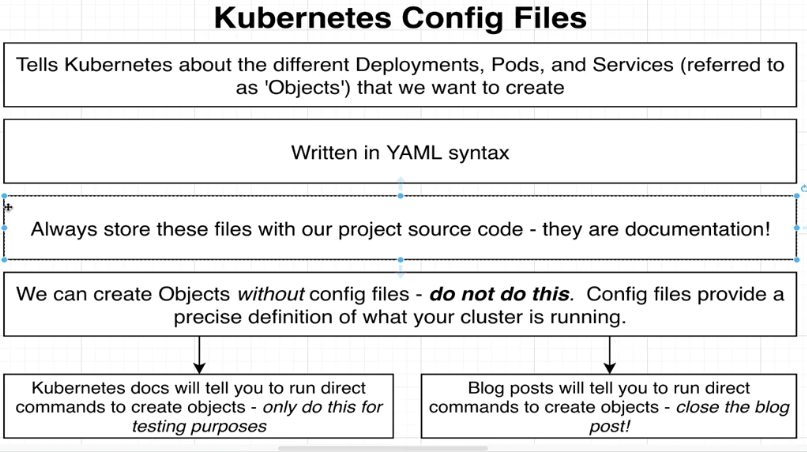 Kubernetes Config Files
Tells Kubernetes about the different Deployments, Pods, and Services (referred to
as 'Objects') that we want to create
Written in YAML syntax
Always store these files with our project source code - they are documentation!
We can create Objects without config files - do not do this.  Config files provide a
precise definition of what your cluster is running.
Kubernetes docs will tell you to run direct
commands to create objects - only do this for
testing purposes
Blog posts will tell you to run direct
commands to create objects - close the blog
post!